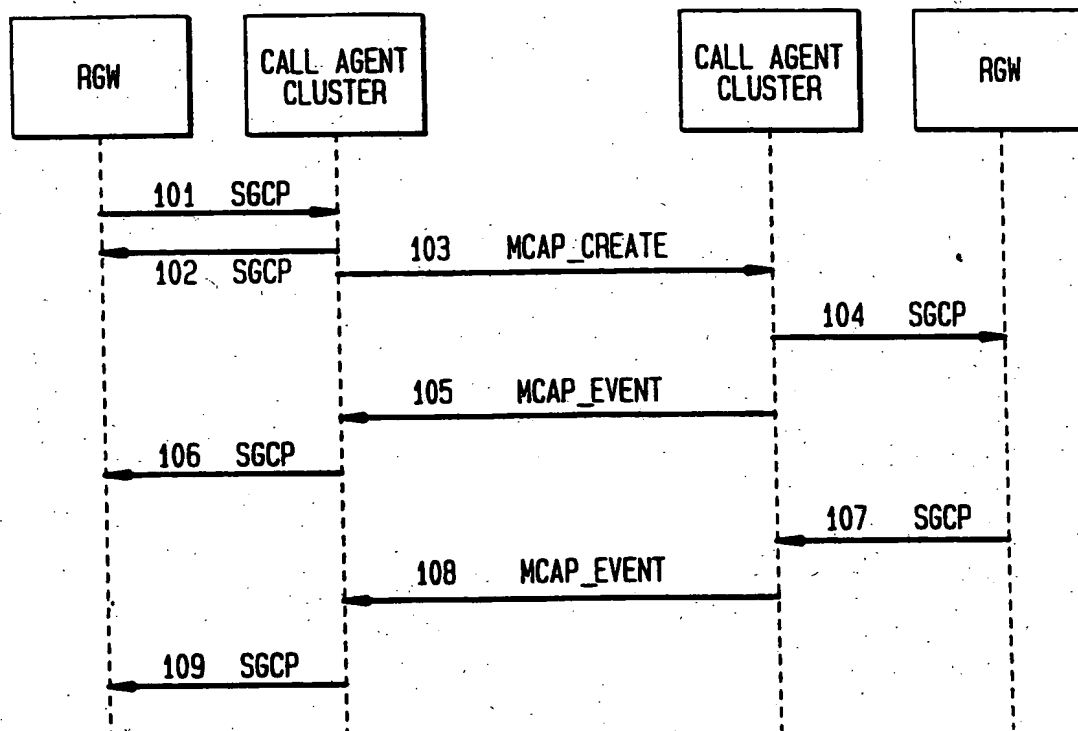 RGW
CALL AGENT
CLUSTER
CALL AGENT
CLUSTER
RGW
101 SGCP
102 SGCP
103 MCAP_CREATE
104 SGCP
105 MCAP_EVENT
106 SGCP
107 SGCP
108 MCAP_EVENT
109 SGCP